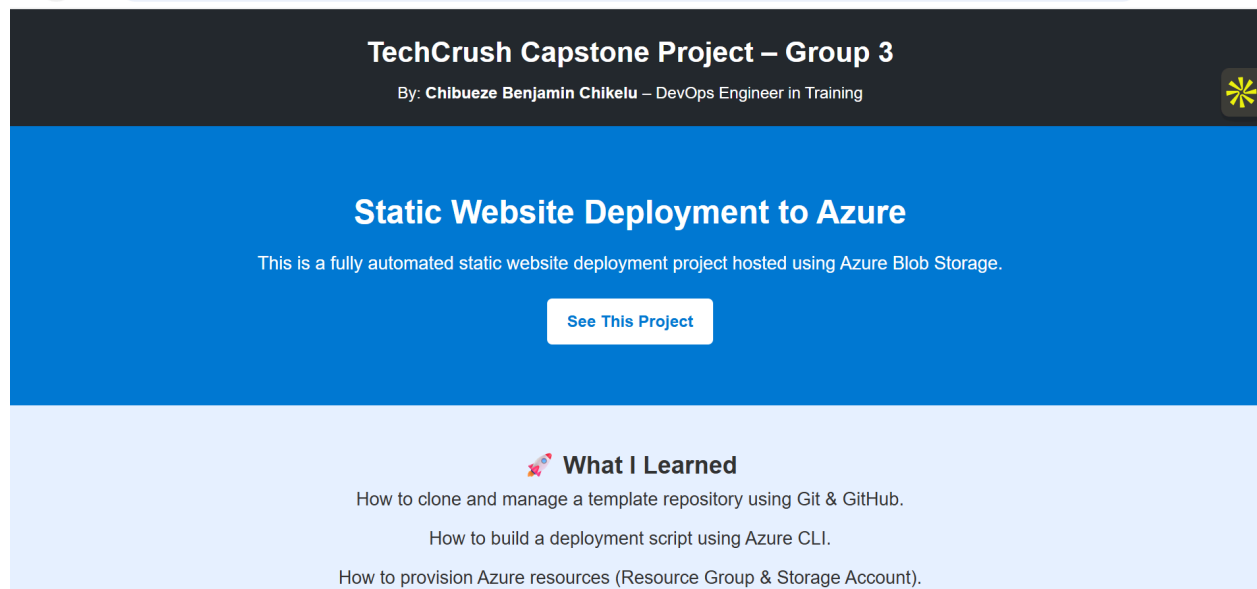 TechCrush Capstone Project – Group 3
By: Chibueze Benjamin Chikelu – DevOps Engineer in Training
Static Website Deployment to Azure
This is a fully automated static website deployment project hosted using Azure Blob Storage.
See This Project
🚀 What I Learned
How to clone and manage a template repository using Git & GitHub.
How to build a deployment script using Azure CLI.
How to provision Azure resources (Resource Group & Storage Account).